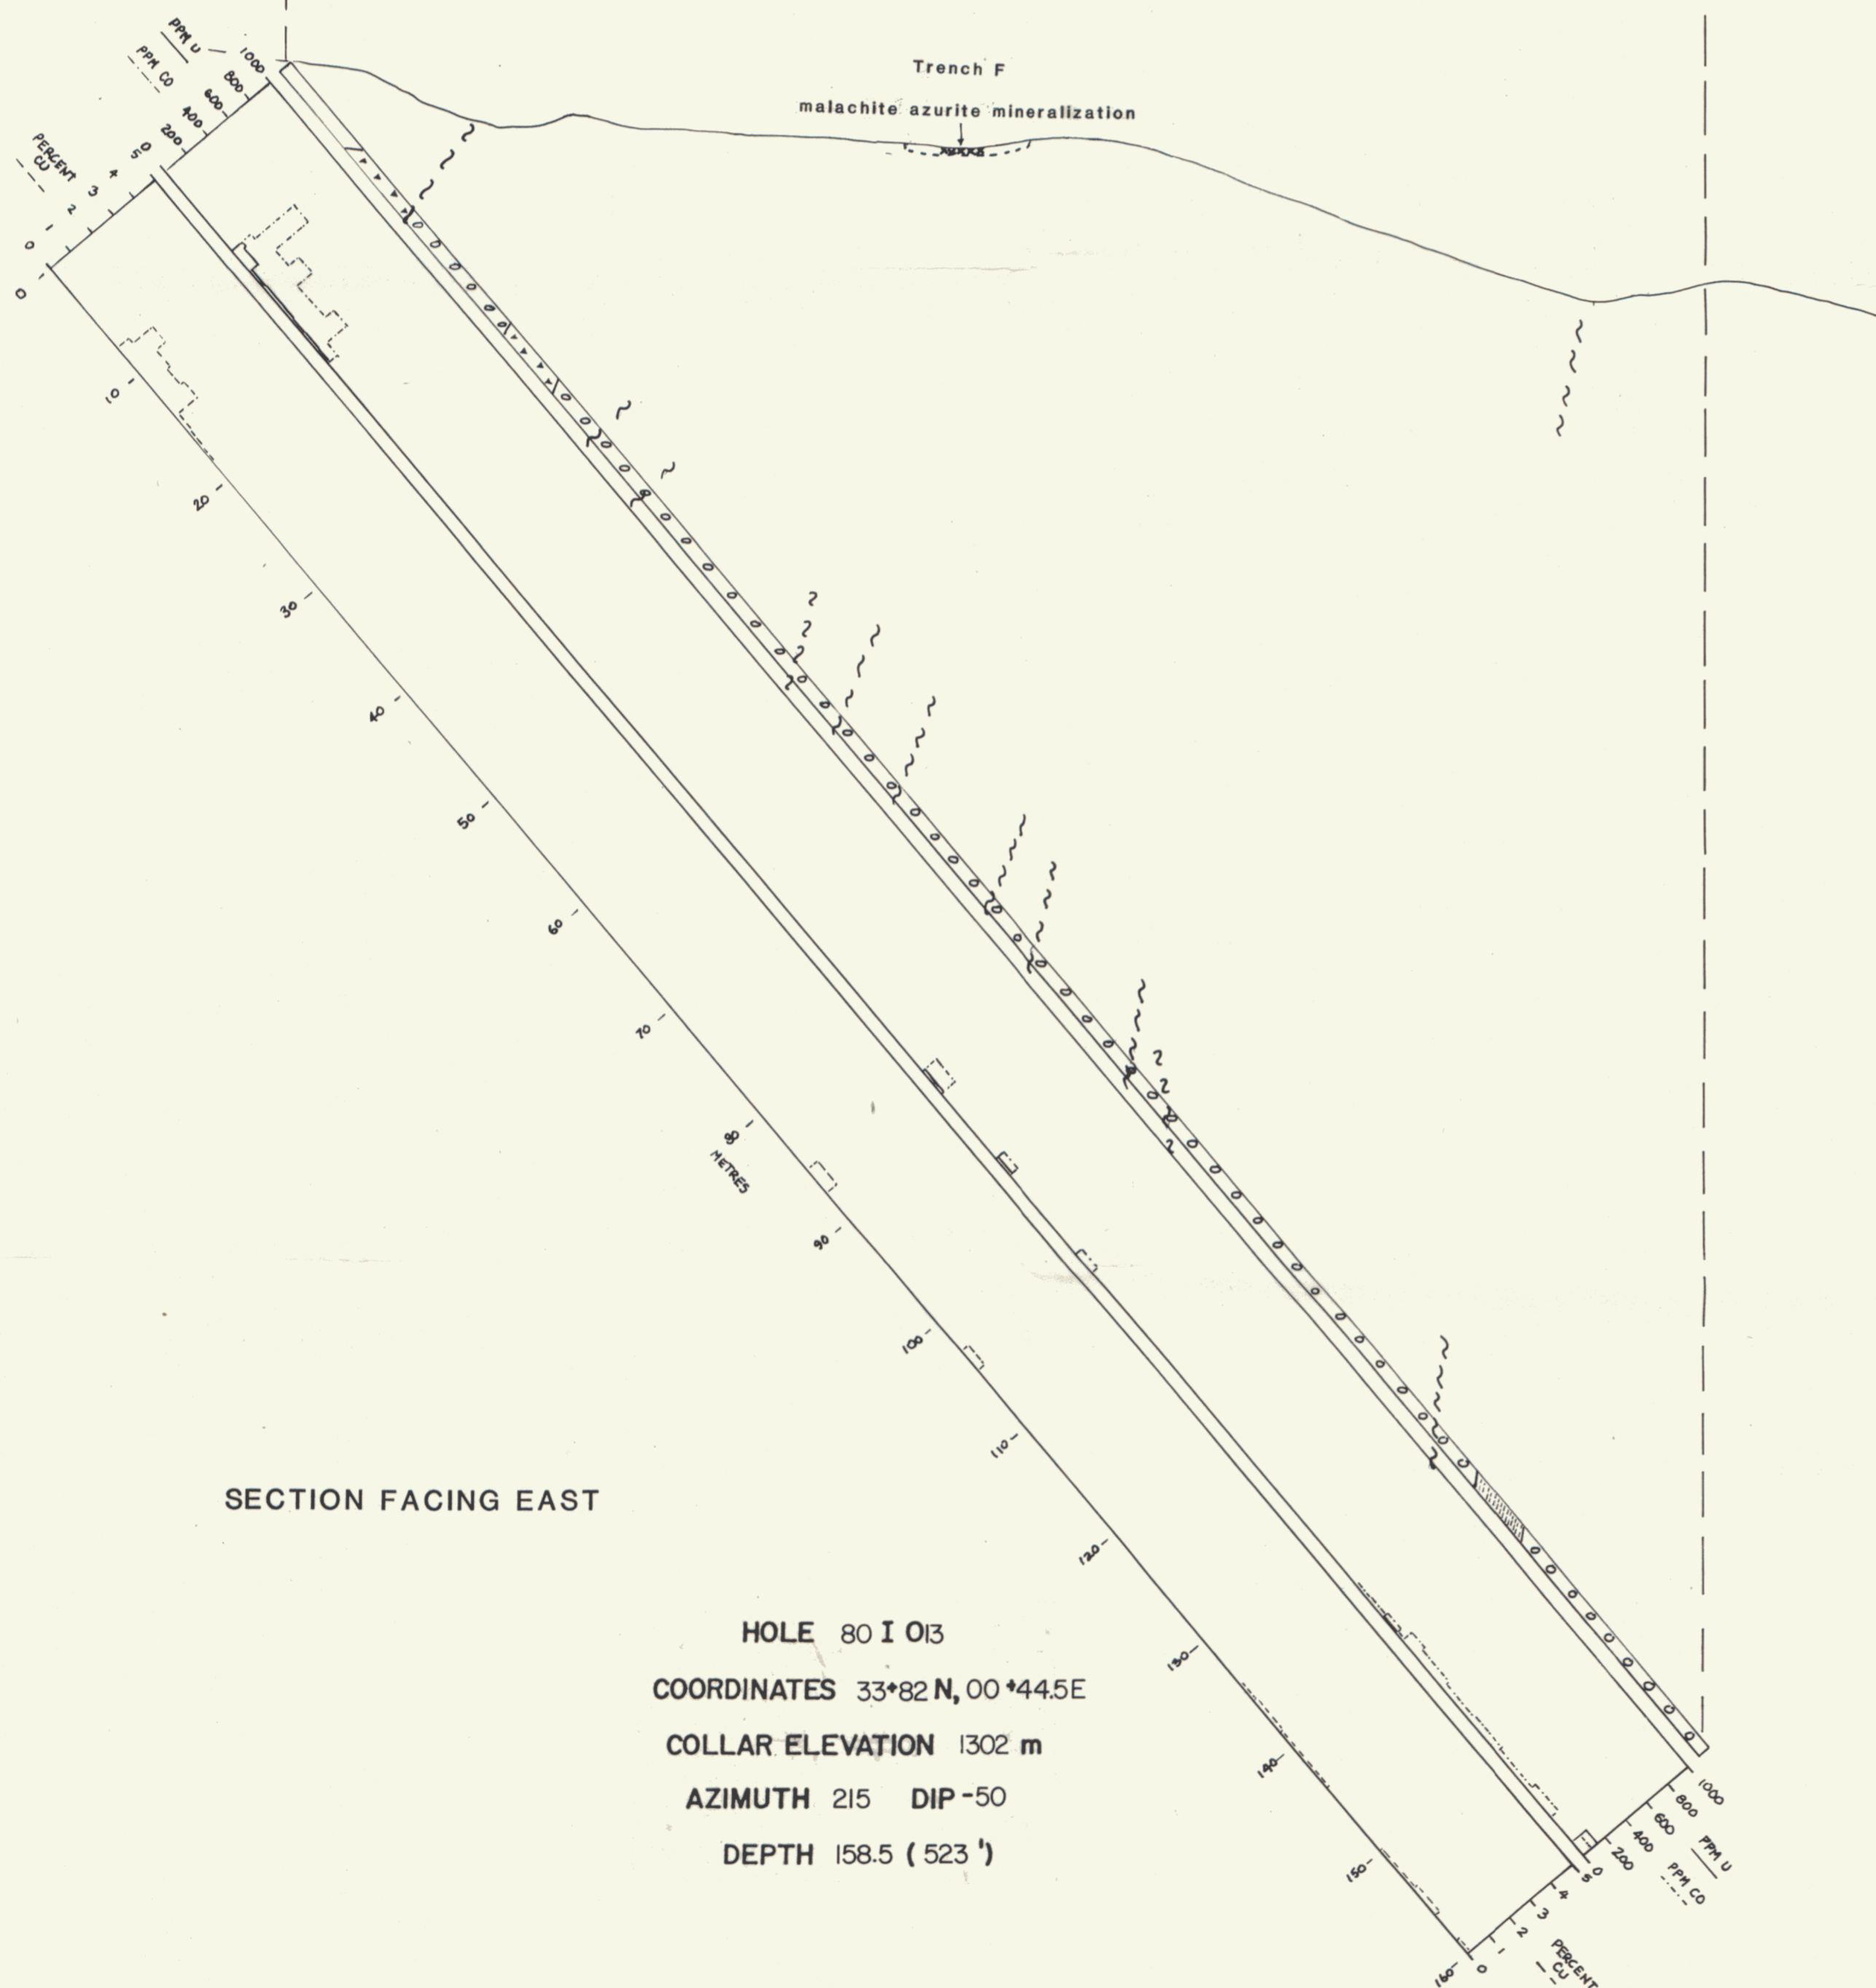 PPM U
PPM CO
1000
800
600
400
200
0
PERCENT
CU
5
4
3
2
1
0
Trench F
malachite azurite mineralization
0
10
20
30
40
50
60
70
80
METRES
90
100
110
120
130
140
150
160
SECTION FACING EAST
HOLE 80 I 013
COORDINATES 33+82 N, 00+44.5E
COLLAR ELEVATION 1302 m
AZIMUTH 215 DIP -50
DEPTH 158.5 (523')
1000
800
600
400
200
0
PPM U
PPM CO
5
4
3
2
1
0
PERCENT
CU